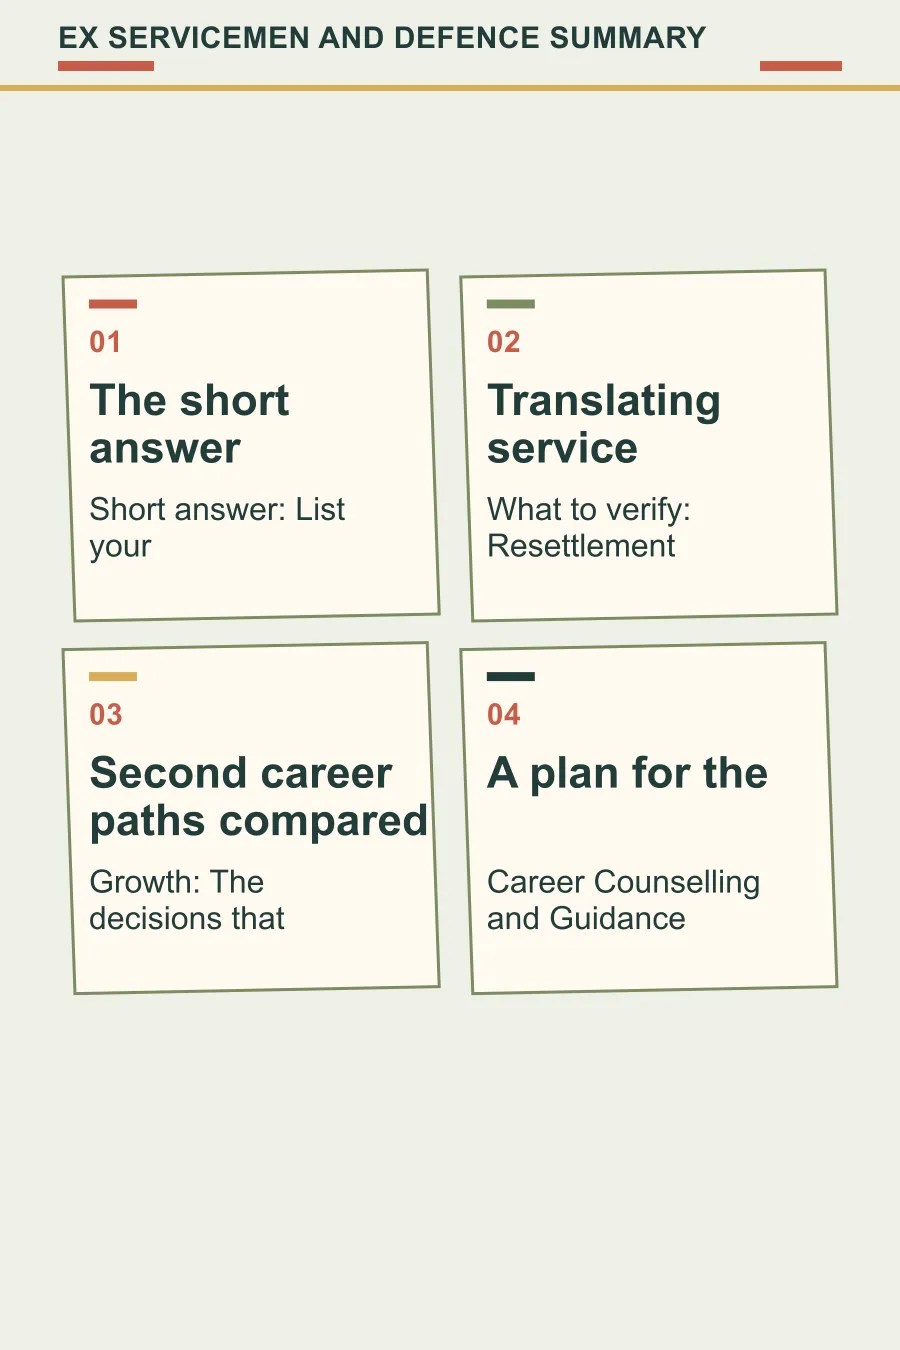 EX SERVICEMEN AND DEFENCE SUMMARY
01
The short
answer
Short answer: List
your
02
Translating
service
What to verify:
Resettlement
03
Second career
paths compared
Growth: The
decisions that
04
A plan for the
Career Counselling
and Guidance